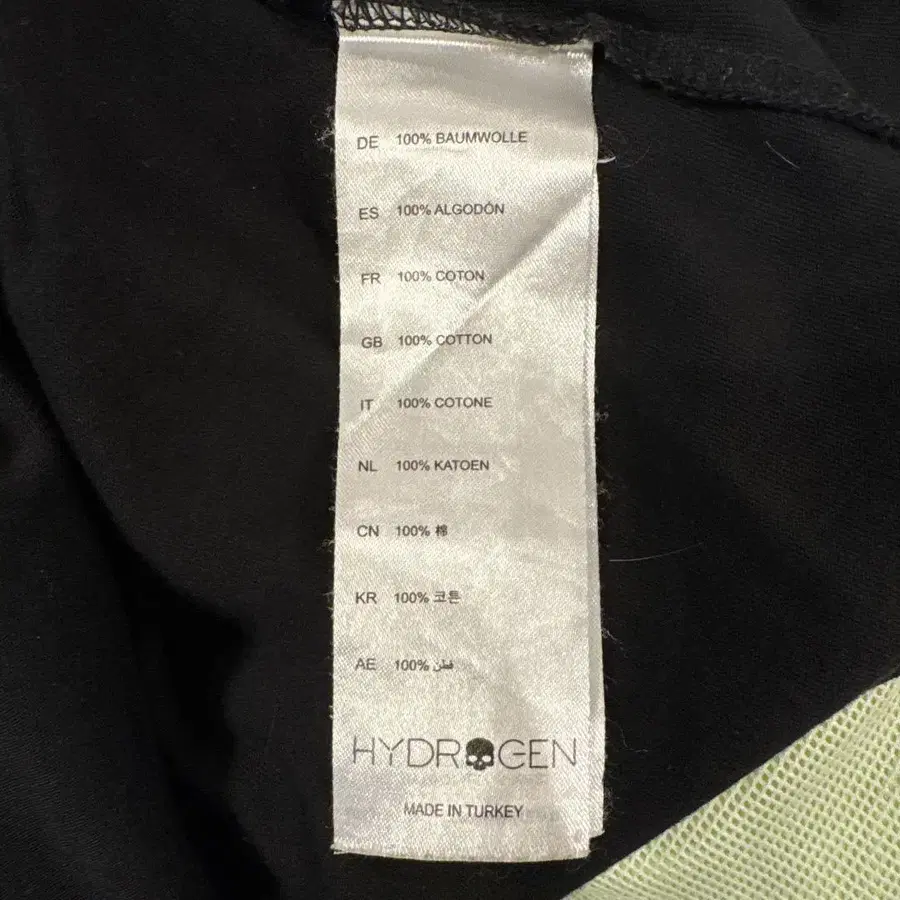 DE 100% BAUMWOLLE
ES 100% ALGODÓN
FR 100% COTON
GB 100% COTTON
IT 100% COTONE
NL 100% KATOEN
CN 100% 棉
KR 100% 코튼
AE 100% قطن
HYDROGEN
MADE IN TURKEY